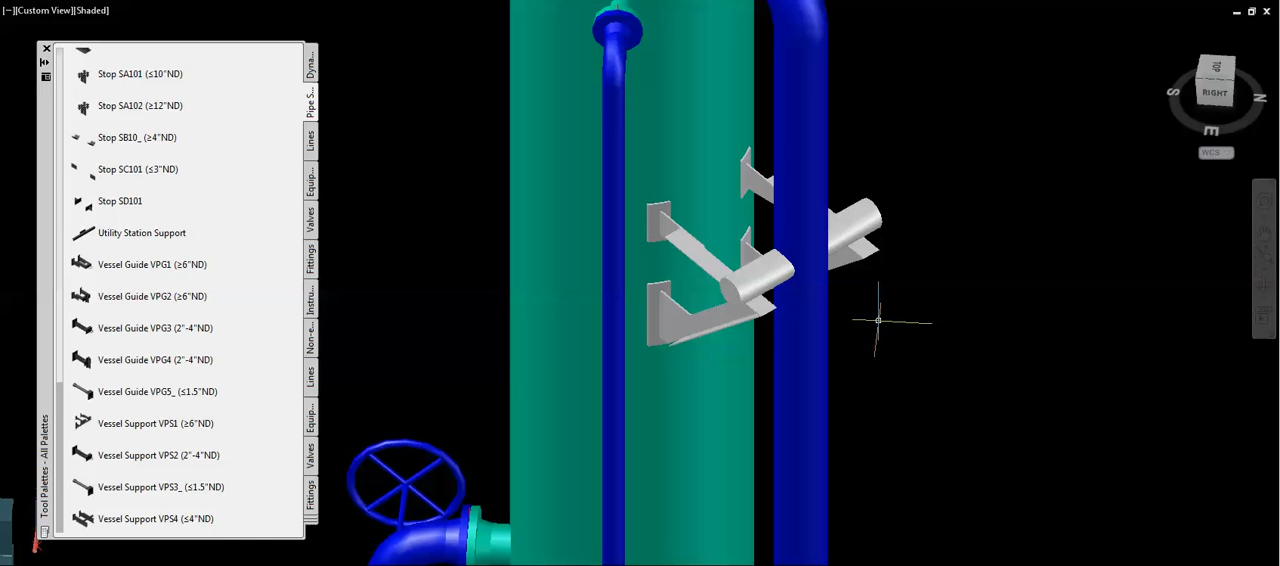 [−][Custom View][Shaded]
TOP
RIGHT
S
N
E
WCS
Stop SA101 (≤10"ND)
Stop SA102 (≥12"ND)
Stop SB10_ (≥4"ND)
Stop SC101 (≤3"ND)
Stop SD101
Utility Station Support
Vessel Guide VPG1 (≥6"ND)
Vessel Guide VPG2 (≥6"ND)
Vessel Guide VPG3 (2"-4"ND)
Vessel Guide VPG4 (2"-4"ND)
Vessel Guide VPG5_ (≤1.5"ND)
Vessel Support VPS1 (≥6"ND)
Vessel Support VPS2 (2"-4"ND)
Vessel Support VPS3_ (≤1.5"ND)
Vessel Support VPS4 (≤4"ND)
Dyna...
Pipe S...
Lines
Equip...
Valves
Fittings
Instru...
Non-e...
Lines
Equip...
Valves
Fittings
Tool Palettes - All Palettes